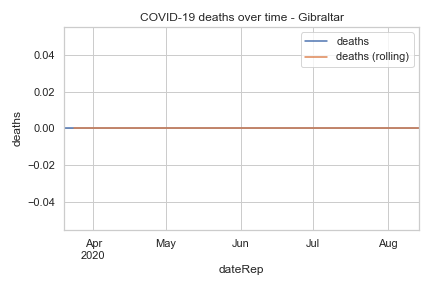 COVID-19 deaths over time - Gibraltar
deaths
deaths (rolling)
0.04
0.02
0.00
−0.02
−0.04
deaths
Apr
2020
May
Jun
Jul
Aug
dateRep